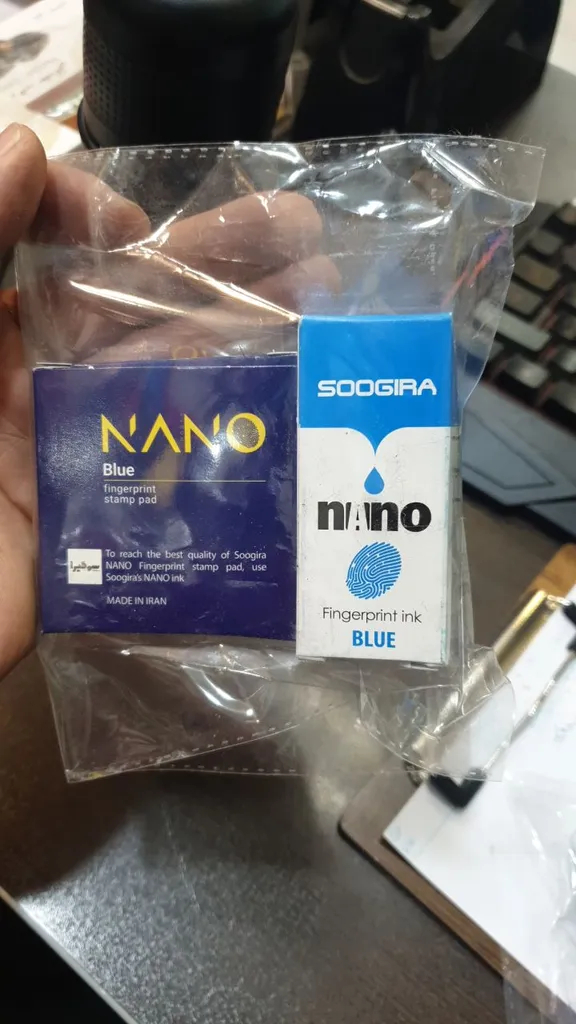 NANO
Blue
fingerprint
stamp pad
سوگیرا
To reach the best quality of Soogira
NANO Fingerprint stamp pad, use
Soogira's NANO ink
MADE IN IRAN
SOOGIRA
nano
Fingerprint ink
BLUE